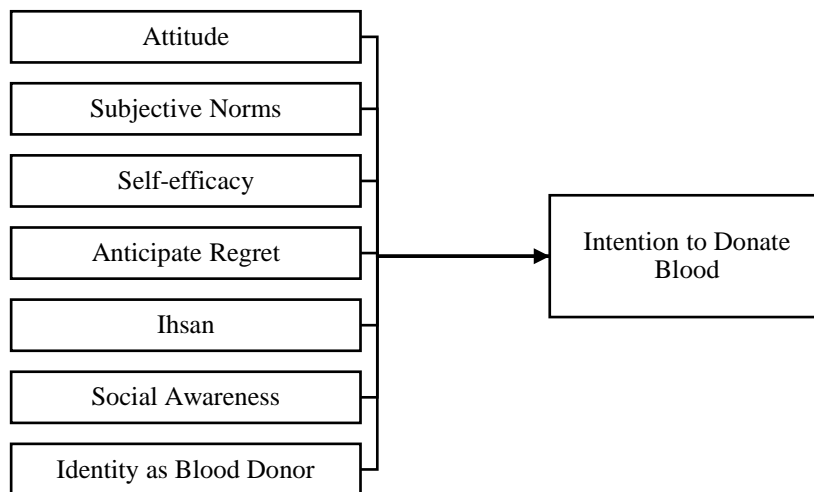 Attitude
Subjective Norms
Self-efficacy
Anticipate Regret
Ihsan
Social Awareness
Identity as Blood Donor
Intention to Donate
Blood